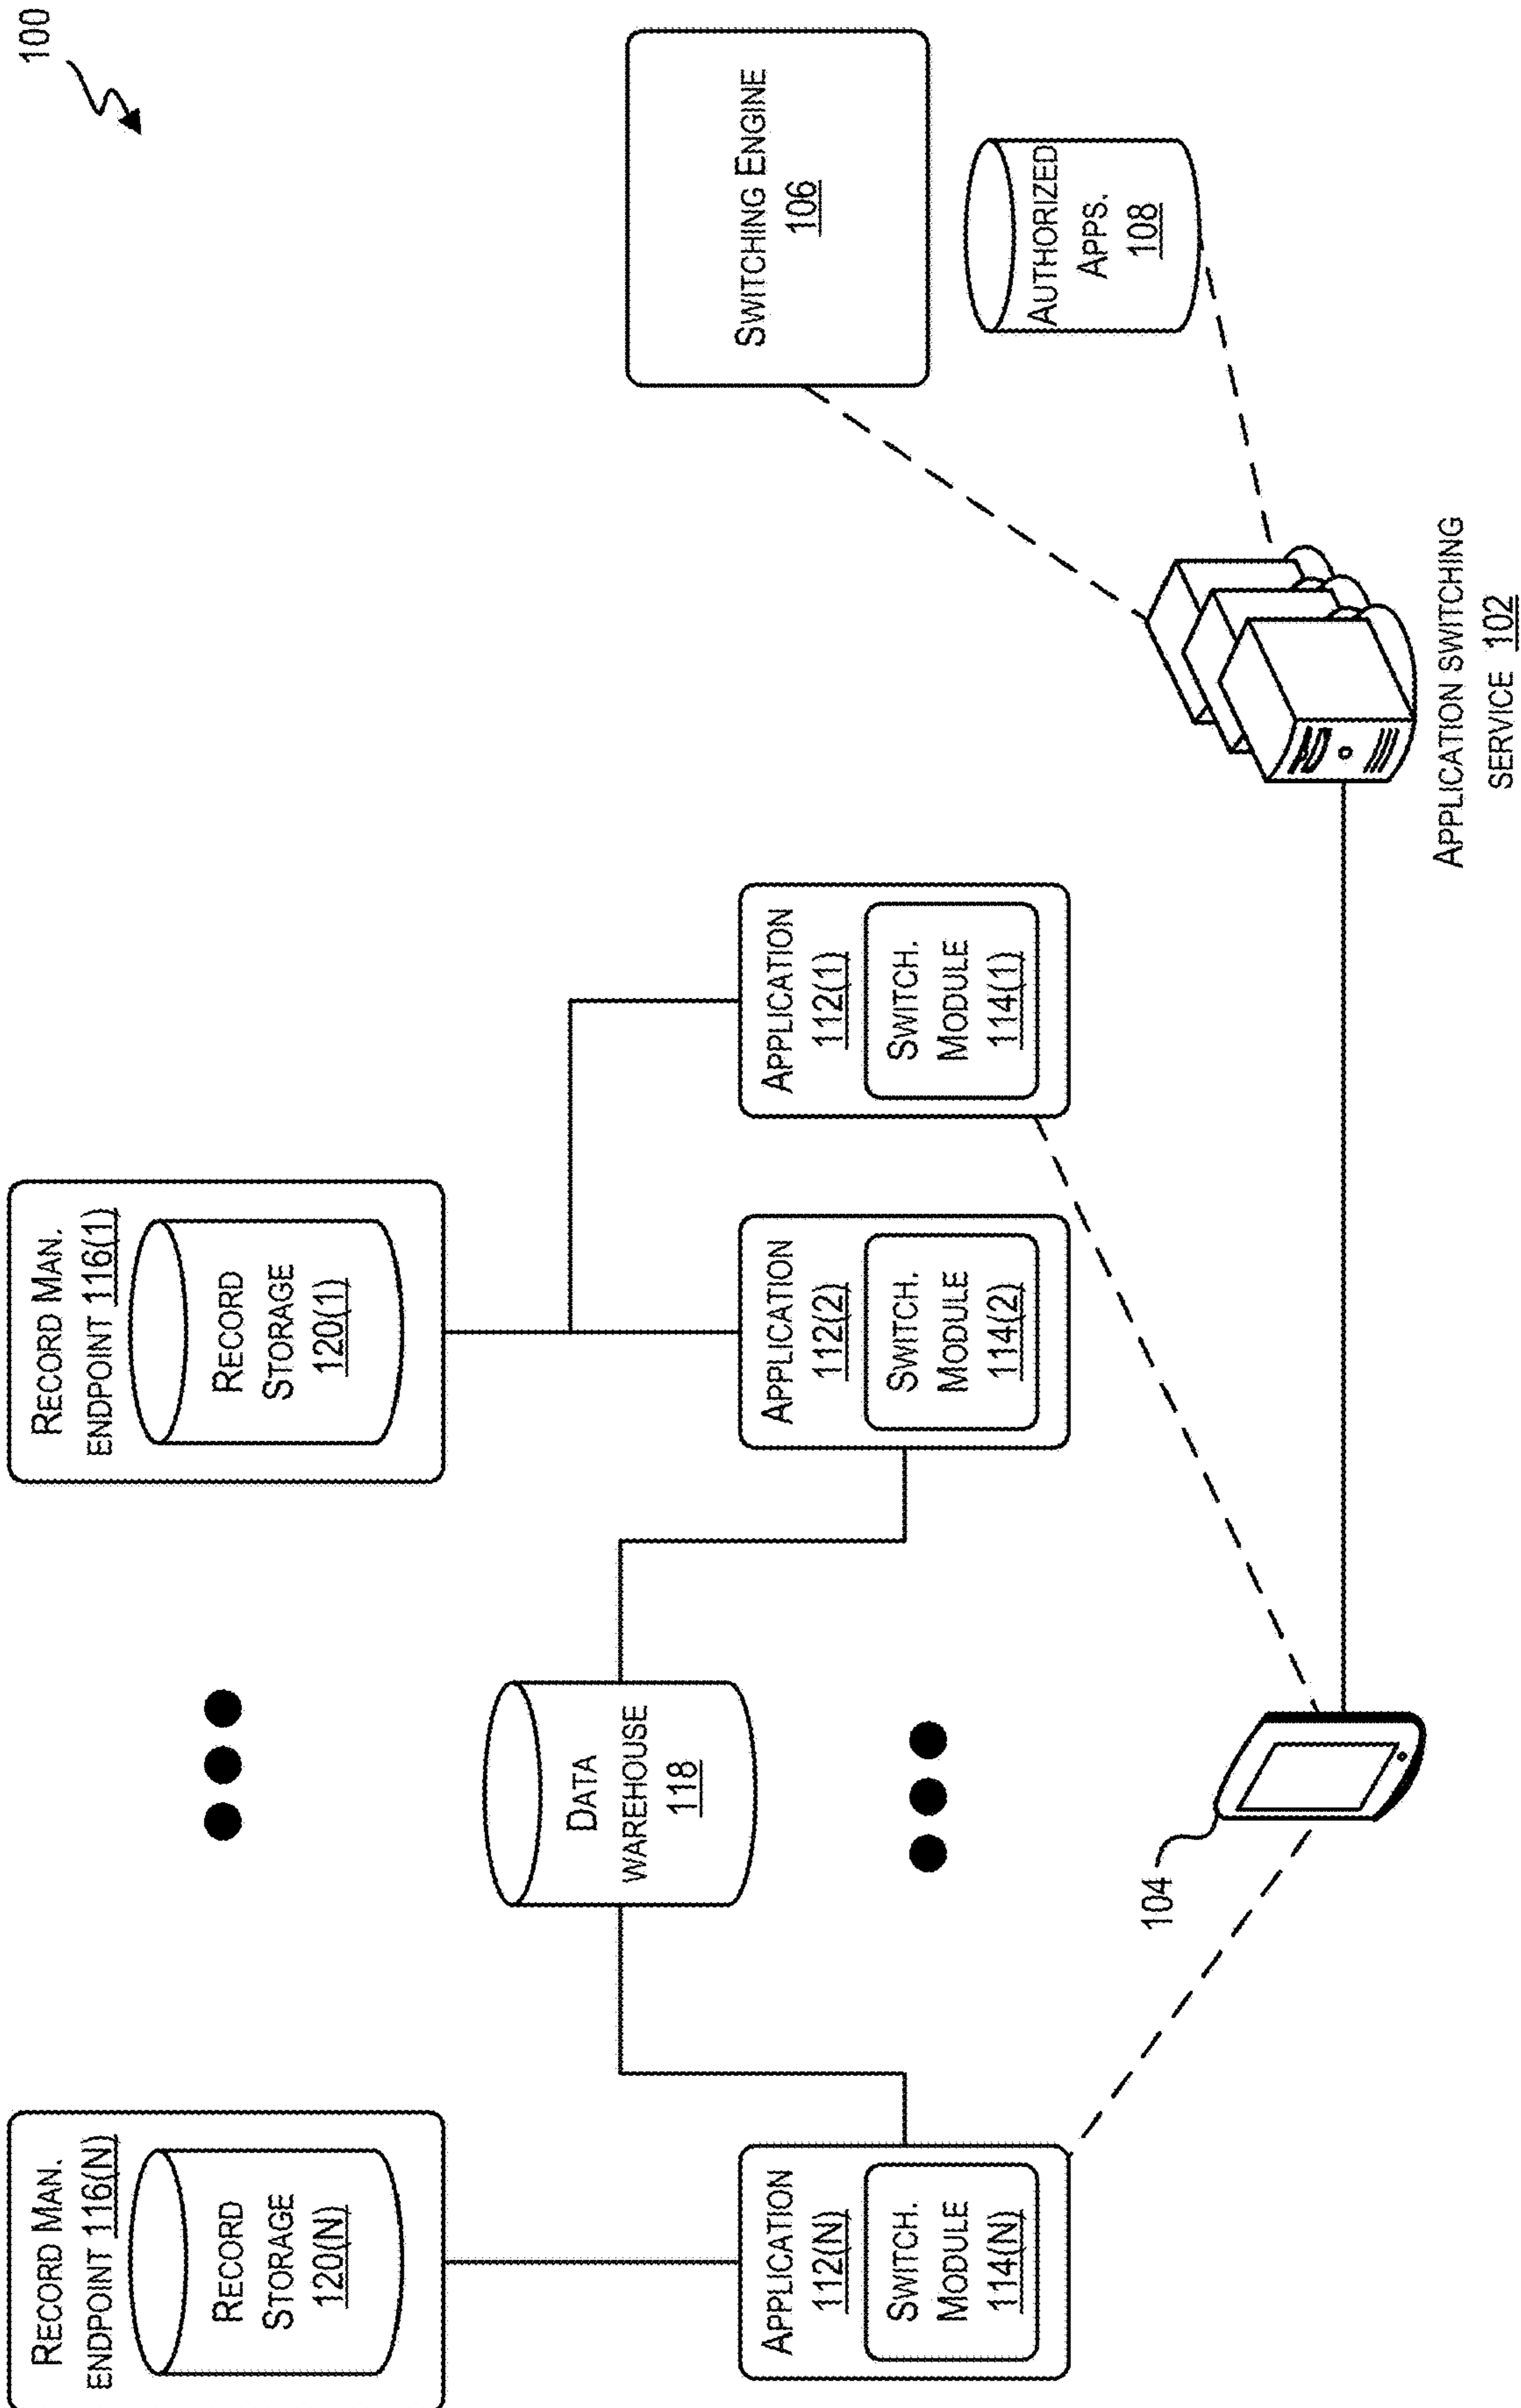 RECORD MAN.
ENDPOINT 116(N)
RECORD
STORAGE
120(N)
RECORD MAN.
ENDPOINT 116(1)
RECORD
STORAGE
120(1)
100
DATA
WAREHOUSE
118
SWITCHING ENGINE
106
APPLICATION
112(N)
SWITCH.
MODULE
114(N)
APPLICATION
112(2)
SWITCH.
MODULE
114(2)
APPLICATION
112(1)
SWITCH.
MODULE
114(1)
AUTHORIZED
APPS.
108
104
APPLICATION SWITCHING
SERVICE 102